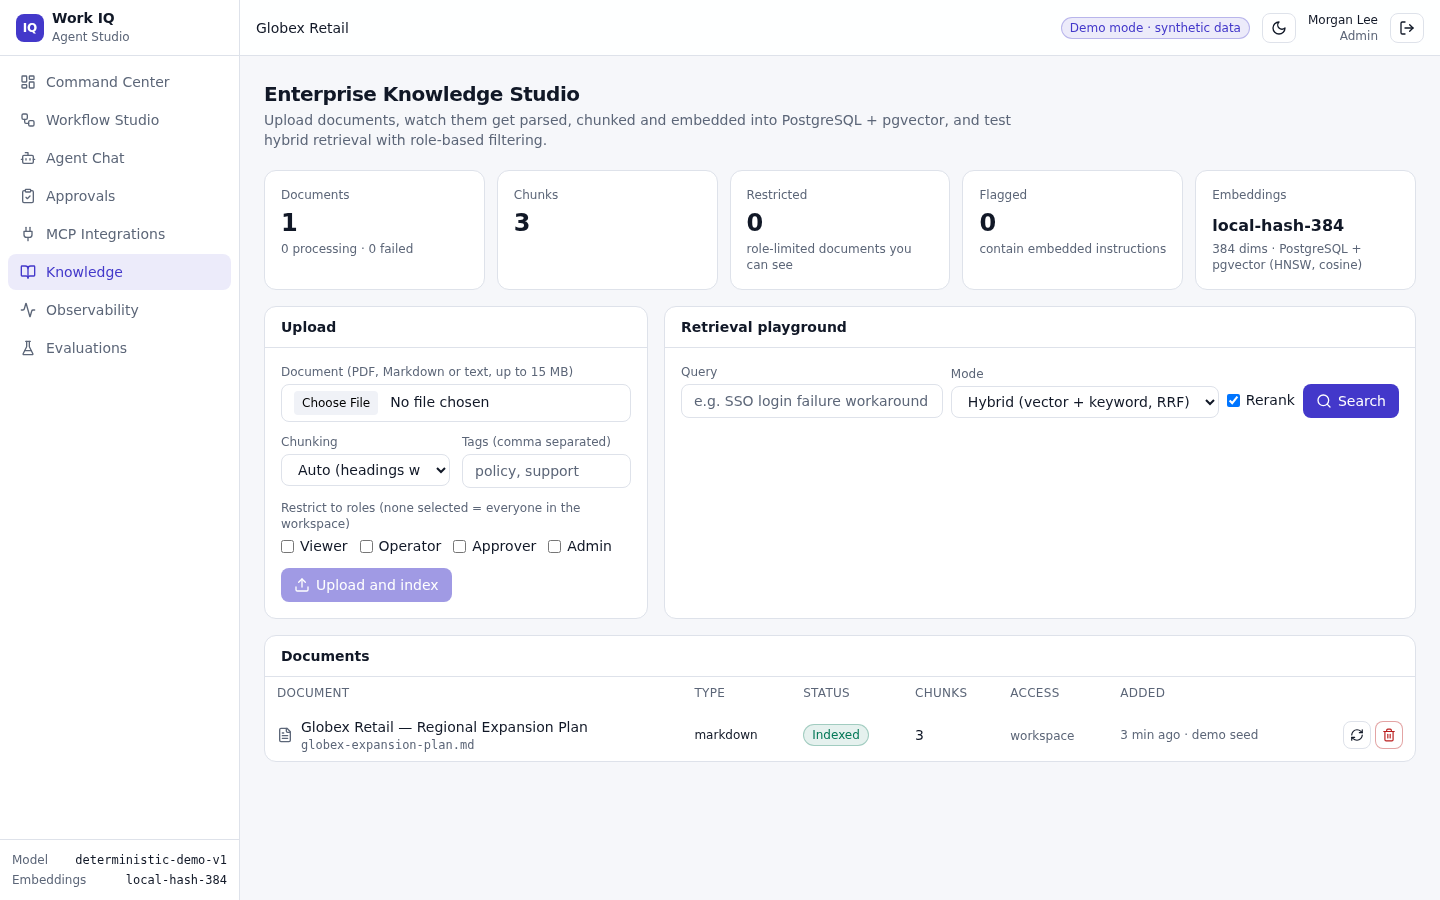 IQ
Work IQ
Agent Studio
Globex Retail
Demo mode · synthetic data
Morgan Lee
Admin
Command Center
Workflow Studio
Agent Chat
Approvals
MCP Integrations
Knowledge
Observability
Evaluations
Model deterministic-demo-v1
Embeddings local-hash-384
Enterprise Knowledge Studio
Upload documents, watch them get parsed, chunked and embedded into PostgreSQL + pgvector, and test
hybrid retrieval with role-based filtering.
Documents
1
0 processing · 0 failed
Chunks
3
Restricted
0
role-limited documents you
can see
Flagged
0
contain embedded instructions
Embeddings
local-hash-384
384 dims · PostgreSQL +
pgvector (HNSW, cosine)
Upload
Document (PDF, Markdown or text, up to 15 MB)
Choose File No file chosen
Chunking
Auto (headings w
Tags (comma separated)
policy, support
Restrict to roles (none selected = everyone in the
workspace)
Viewer Operator Approver Admin
Upload and index
Retrieval playground
Query
e.g. SSO login failure workaround
Mode
Hybrid (vector + keyword, RRF)
Rerank
Search
Documents
DOCUMENT TYPE STATUS CHUNKS ACCESS ADDED
Globex Retail — Regional Expansion Plan
globex-expansion-plan.md
markdown Indexed 3 workspace 3 min ago · demo seed